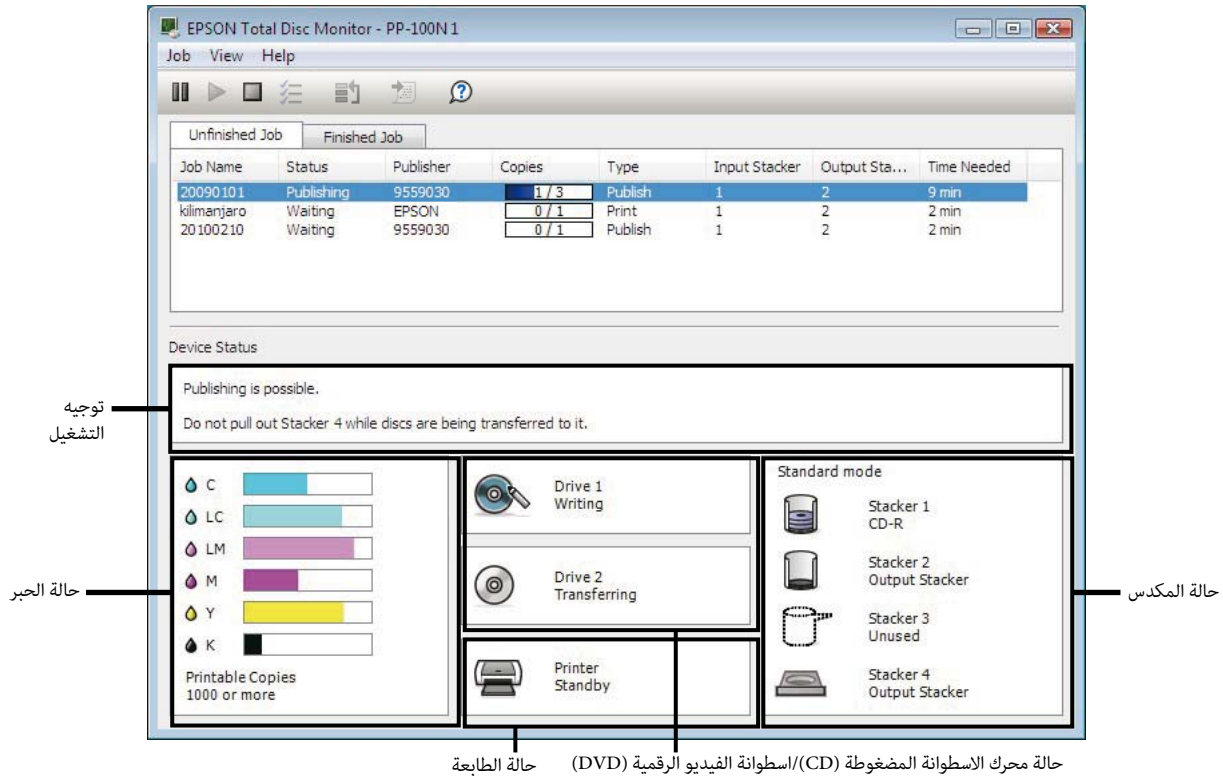 EPSON Total Disc Monitor - PP-100N 1
Job View Help
Unfinished Job Finished Job
Job Name Status Publisher Copies Type Input Stacker Output Sta... Time Needed
20090101 Publishing 9559030 1 / 3 Publish 1 2 9 min
kilimanjaro Waiting EPSON 0 / 1 Print 1 2 2 min
20100210 Waiting 9559030 0 / 1 Publish 1 2 2 min
Device Status
Publishing is possible.
Do not pull out Stacker 4 while discs are being transferred to it.
توجيه
التشغيل
C
LC
LM
M
Y
K
Printable Copies
1000 or more
حالة الحبر
Drive 1
Writing
Drive 2
Transferring
Printer
Standby
Standard mode
Stacker 1
CD-R
Stacker 2
Output Stacker
Stacker 3
Unused
Stacker 4
Output Stacker
حالة المكدس
حالة محرك الاسطوانة المضغوطة (CD)/اسطوانة الفيديو الرقمية (DVD)
حالة الطابعة